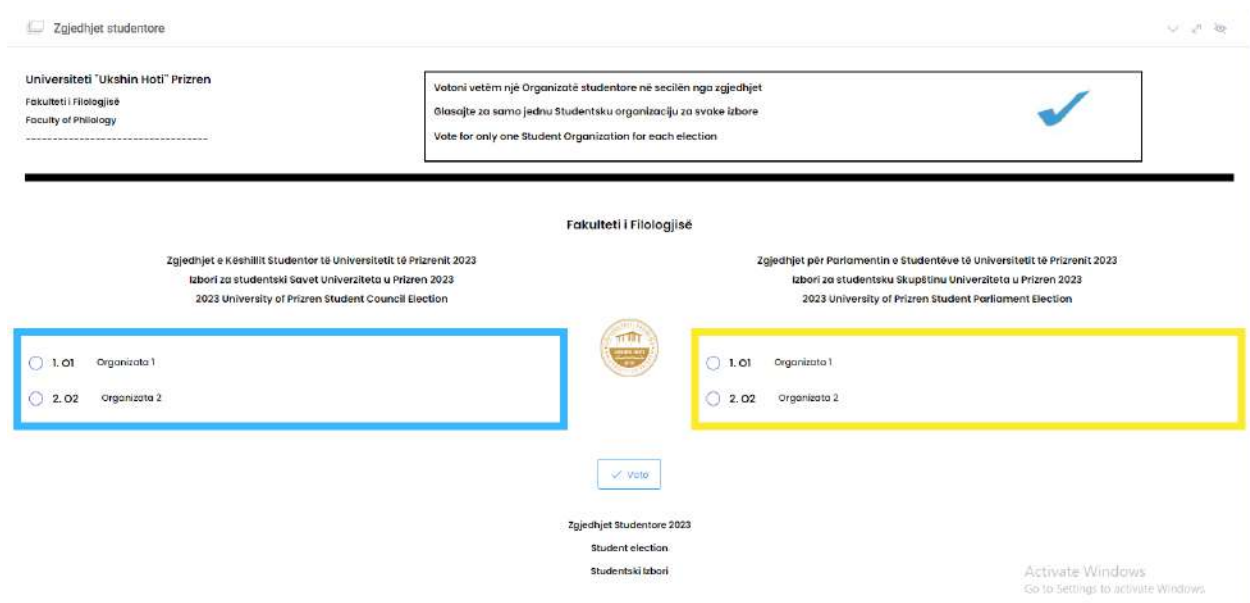 Zgjedhjet studentore
Universiteti "Ukshin Hoti" Prizren
Fakulteti i Filologjisë
Faculty of Philology
----------------------------------
Votoni vetëm një Organizatë studentore në secilën nga zgjedhjet
Glasajte za samo jednu Studentsku organizaciju za svake izbore
Vote for only one Student Organization for each election
Fakulteti i Filologjisë
Zgjedhjet e Këshillit Studentor të Universitetit të Prizrenit 2023
Izbori za studentski Savet Univerziteta u Prizren 2023
2023 University of Prizren Student Council Election
Zgjedhjet për Parlamentin e Studentëve të Universitetit të Prizrenit 2023
Izbori za studentsku Skupštinu Univerziteta u Prizren 2023
2023 University of Prizren Student Parliament Election
1. O1 Organizata 1
2. O2 Organizata 2
1. O1 Organizata 1
2. O2 Organizata 2
Voto
Zgjedhjet Studentore 2023
Student election
Studentski Izbori
Activate Windows
Go to Settings to activate Windows.